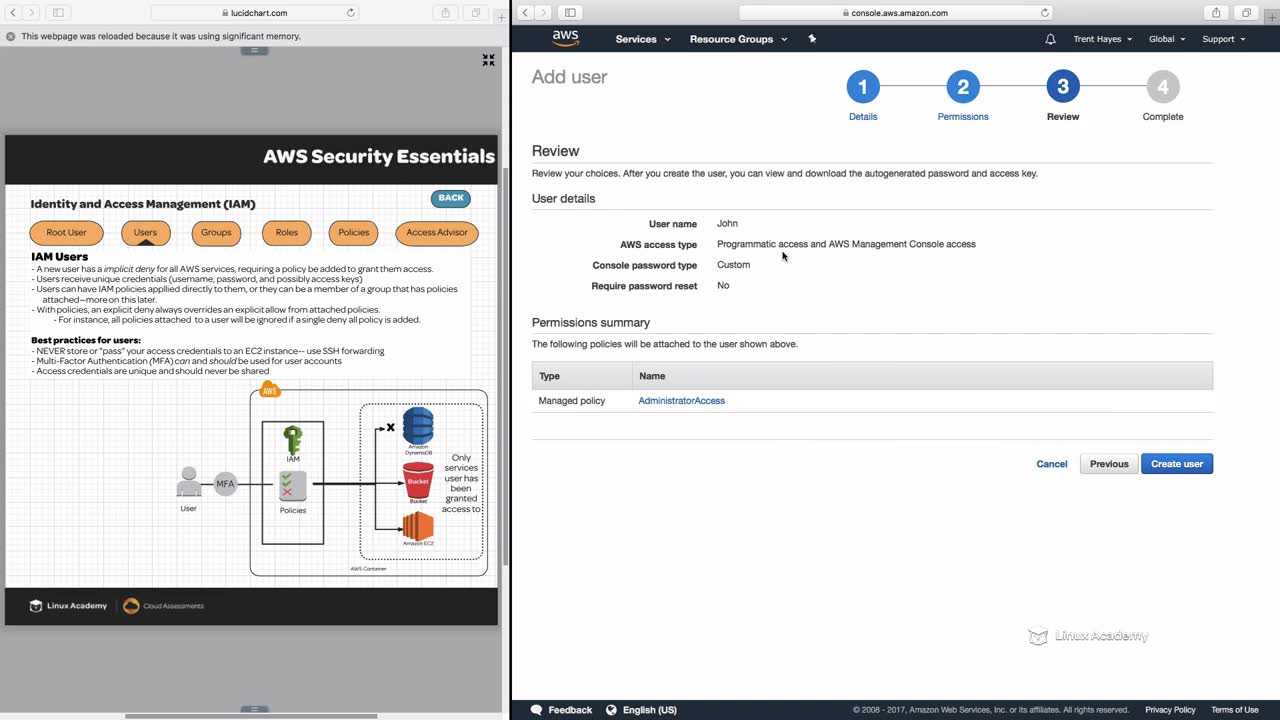 lucidchart.com
This webpage was reloaded because it was using significant memory.
AWS Security Essentials
BACK
Identity and Access Management (IAM)
Root User
Users
Groups
Roles
Policies
Access Advisor
IAM Users
- A new user has a implicit deny for all AWS services, requiring a policy be added to grant them access.
- Users receive unique credentials (username, password, and possibly access keys)
- Users can have IAM policies appllied directly to them, or they can be a member of a group that has policies
attached—more on this later.
- With policies, an explicit deny always overrides an explicit allow from attached policies.
- For instance, all policies attached to a user will be ignored if a single deny all policy is added.
Best practices for users:
- NEVER store or "pass" your access credentials to an EC2 instance-- use SSH forwarding
- Multi-Factor Authentication (MFA) can and should be used for user accounts
- Access credentials are unique and should never be shared
AWS
IAM
Policies
User
MFA
X
Amazon
DynamoDB
Bucket
Bucket
Amazon EC2
Only
services
user has
been
granted
access to
AWS Container
Linux Academy
Cloud Assessments
console.aws.amazon.com
aws
Services
Resource Groups
Trent Hayes
Global
Support
Add user
1
2
3
4
Details
Permissions
Review
Complete
Review
Review your choices. After you create the user, you can view and download the autogenerated password and access key.
User details
User name John
AWS access type Programmatic access and AWS Management Console access
Console password type Custom
Require password reset No
Permissions summary
The following policies will be attached to the user shown above.
Type Name
Managed policy AdministratorAccess
Cancel
Previous
Create user
Linux Academy
Feedback
English (US)
© 2008 - 2017, Amazon Web Services, Inc. or its affiliates. All rights reserved.
Privacy Policy
Terms of Use